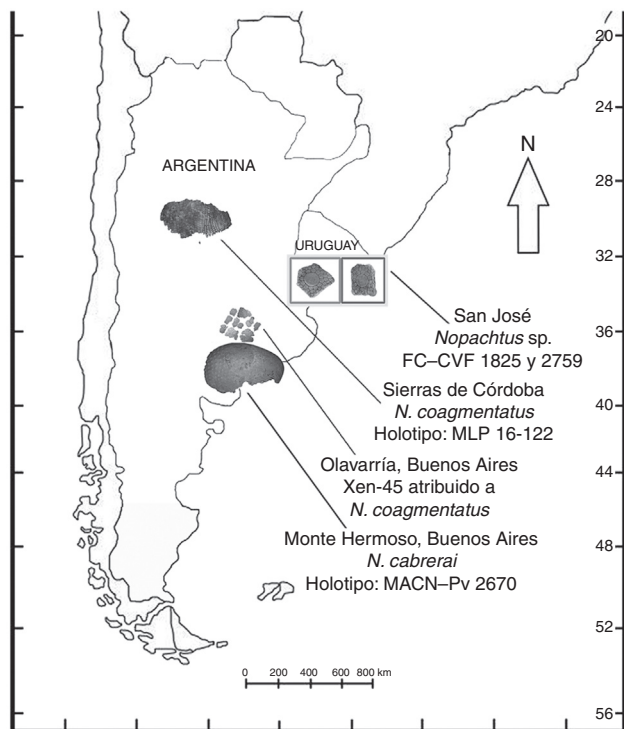 20
24
ARGENTINA
N
28
URUGUAY
32
San José
Nopachtus sp.
FC–CVF 1825 y 2759
36
Sierras de Córdoba
N. coagmentatus
Holotipo: MLP 16-122
40
Olavarría, Buenos Aires
Xen-45 atribuido a
N. coagmentatus
44
Monte Hermoso, Buenos Aires
N. cabrerai
Holotipo: MACN–Pv 2670
48
52
0 200 400 600 800 km
56